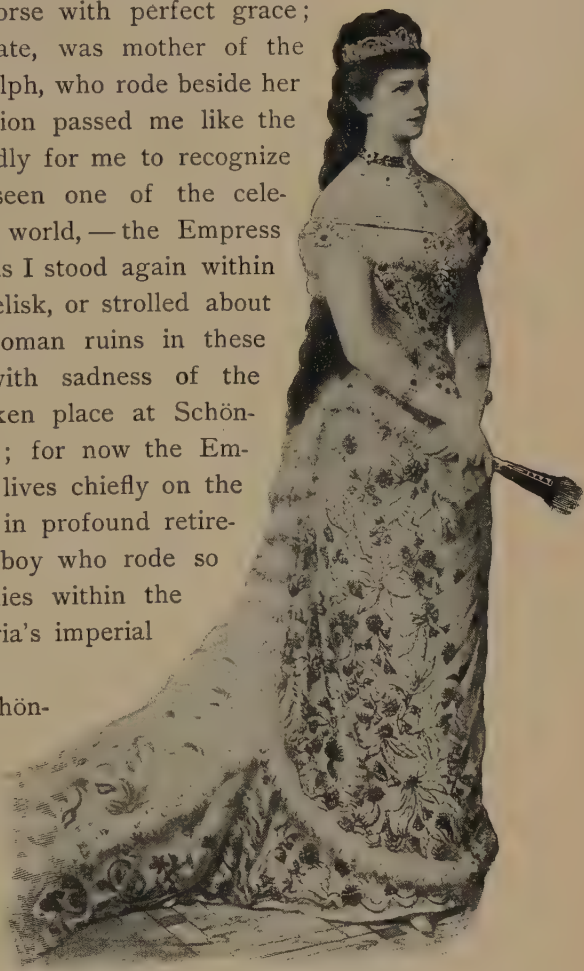 orse with perfect grace;
ate, was mother of the
lph, who rode beside her
ion passed me like the
dly for me to recognize
seen one of the cele-
world, — the Empress
as I stood again within
elisk, or strolled about
oman ruins in these
with sadness of the
ken place at Schön-
; for now the Em-
lives chiefly on the
in profound retire-
boy who rode so
ies within the
ria's imperial
hön-